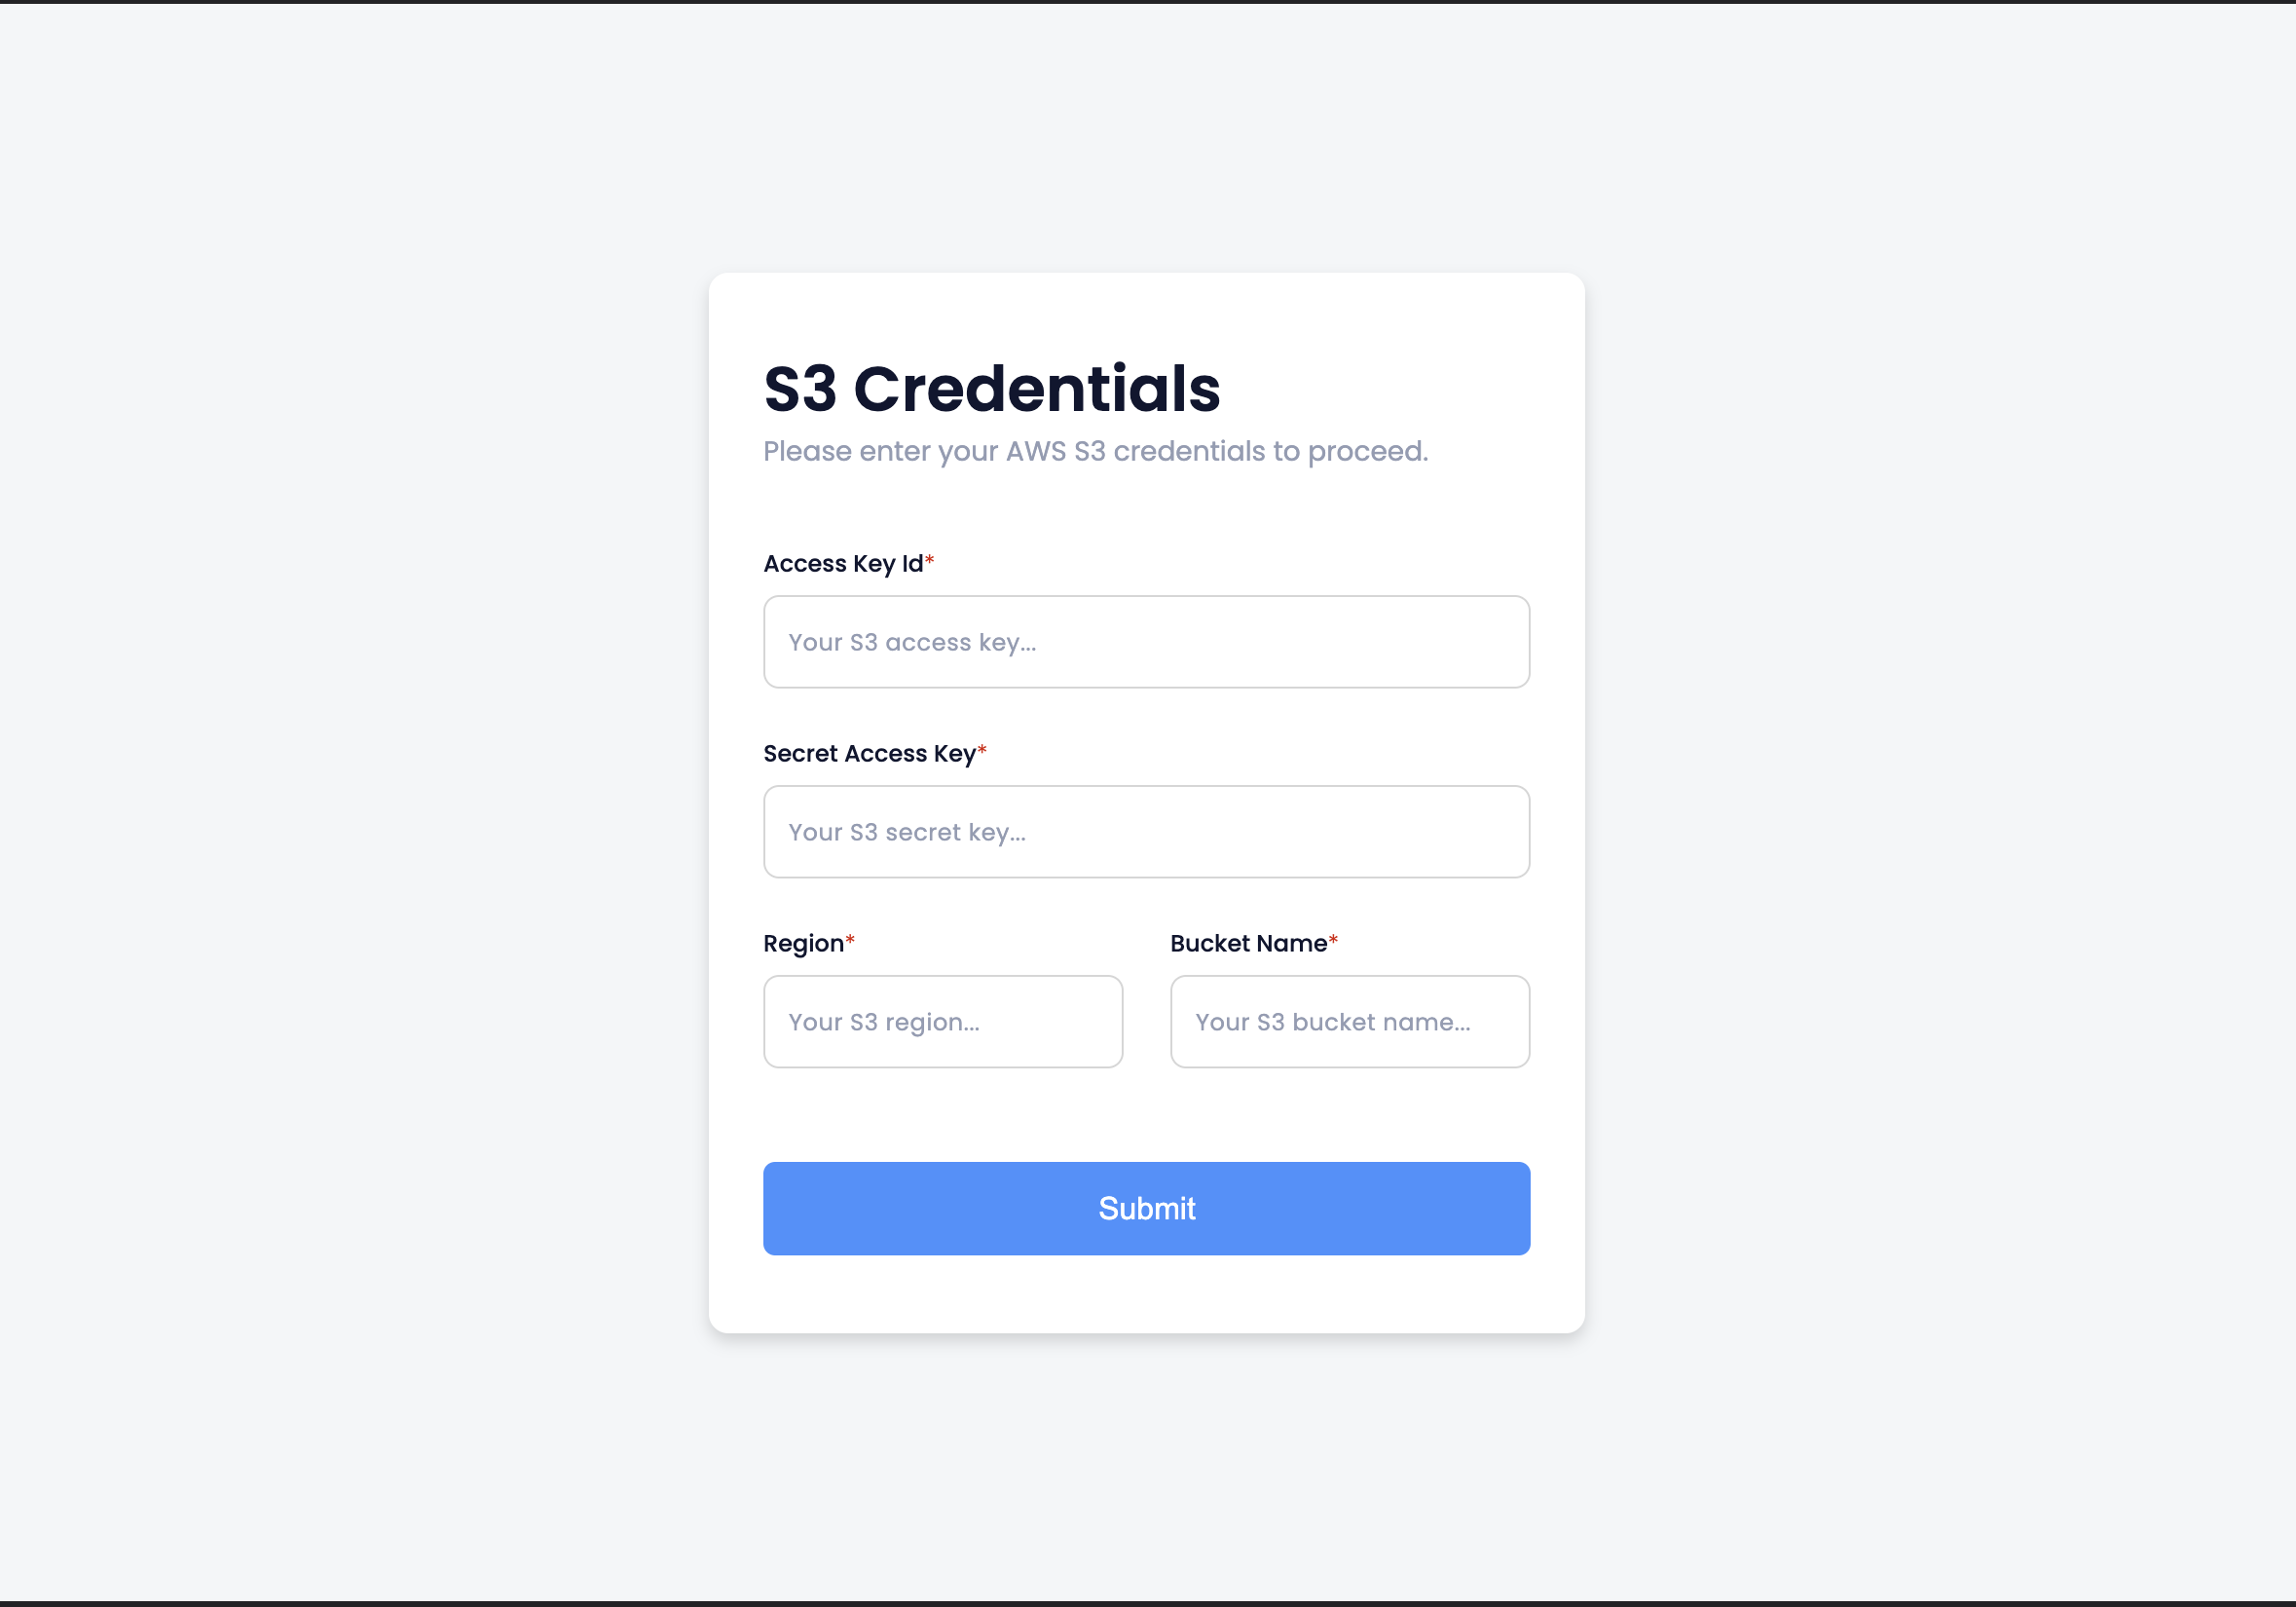 S3 Credentials
Please enter your AWS S3 credentials to proceed.
Access Key Id*
Your S3 access key...
Secret Access Key*
Your S3 secret key...
Region*
Your S3 region...
Bucket Name*
Your S3 bucket name...
Submit